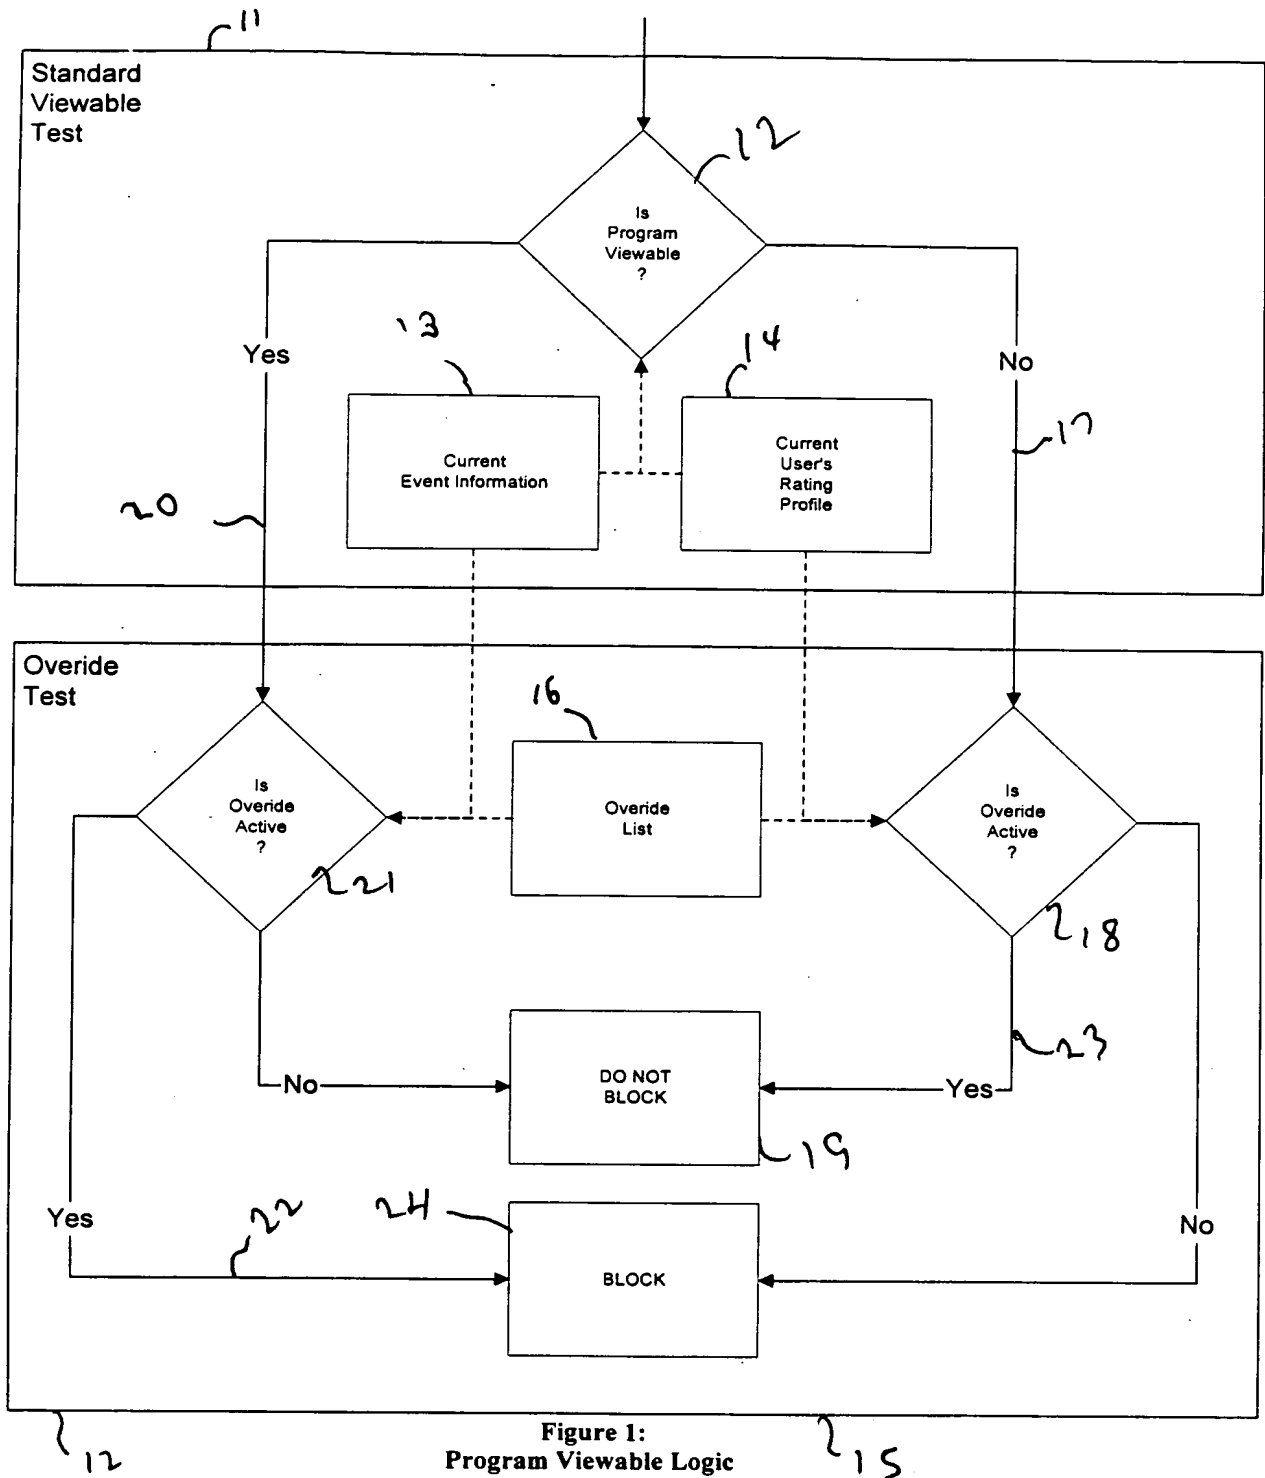 11
Standard
Viewable
Test
12
Is
Program
Viewable
?
Yes
No
13
14
Current
Event Information
Current
User's
Rating
Profile
17
20
Overide
Test
16
Is
Overide
Active
?
Overide
List
Is
Overide
Active
?
21
18
23
No
DO NOT
BLOCK
Yes
19
Yes
22
24
BLOCK
No
12
15
Figure 1:
Program Viewable Logic